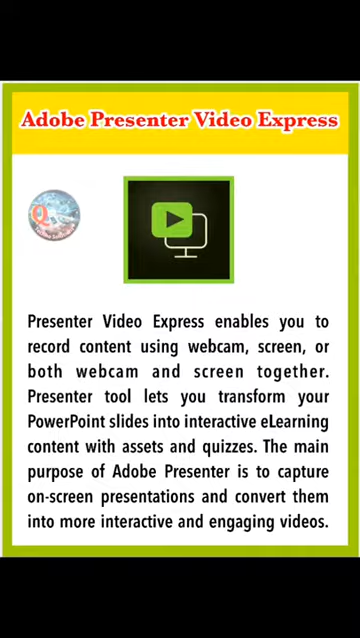 Adobe Presenter Video Express
Q
Presenter Video Express enables you to
record content using webcam, screen, or
both webcam and screen together.
Presenter tool lets you transform your
PowerPoint slides into interactive eLearning
content with assets and quizzes. The main
purpose of Adobe Presenter is to capture
on-screen presentations and convert them
into more interactive and engaging videos.